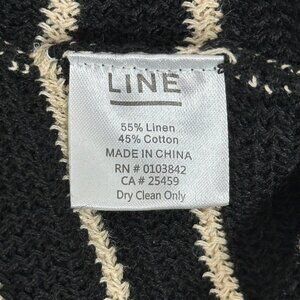 LINE
55% Linen
45% Cotton
MADE IN CHINA
RN # 0103842
CA # 25459
Dry Clean Only